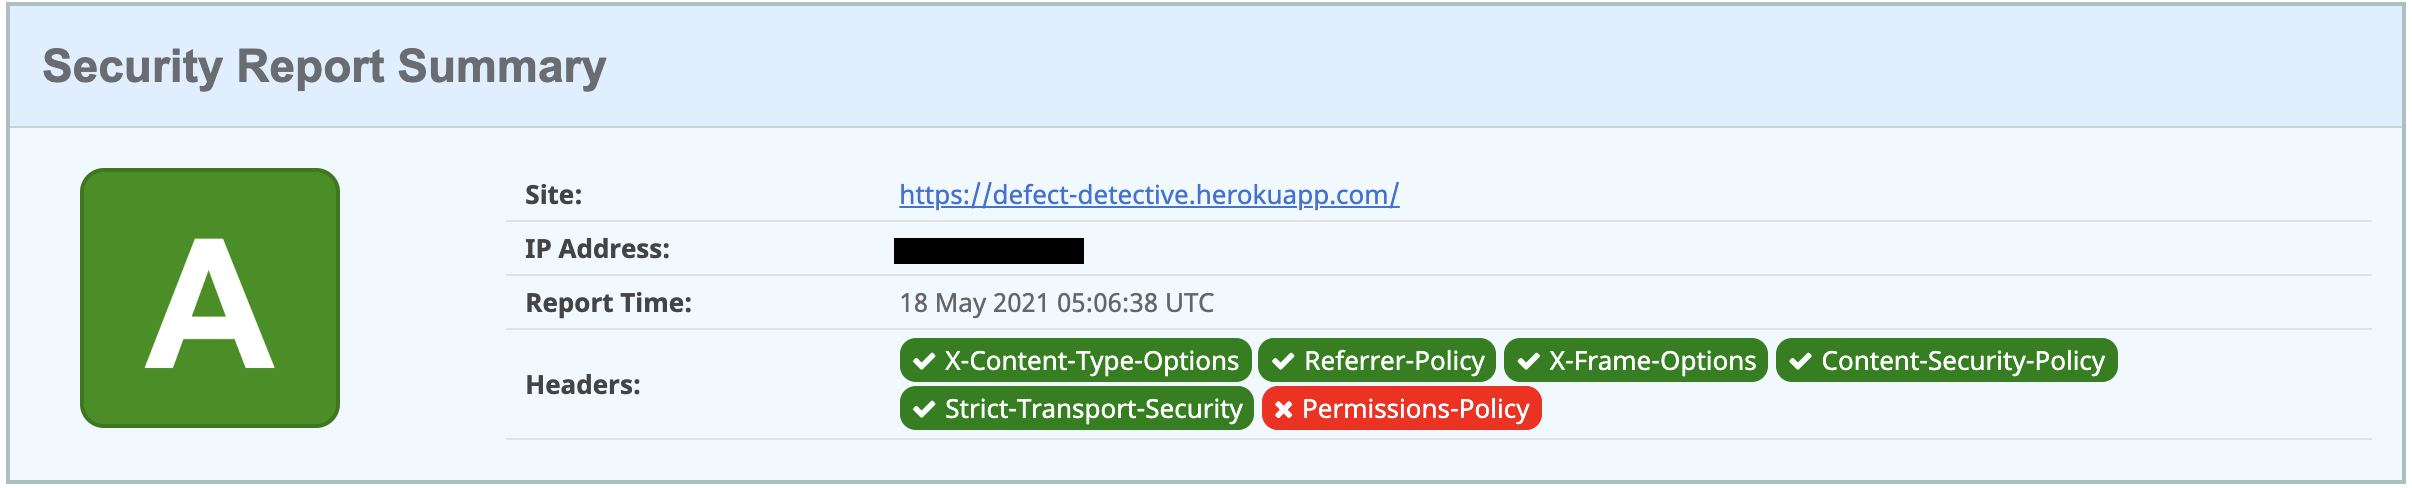 Security Report Summary
A
Site: https://defect-detective.herokuapp.com/
IP Address:
Report Time: 18 May 2021 05:06:38 UTC
Headers: X-Content-Type-Options Referrer-Policy X-Frame-Options Content-Security-Policy
Strict-Transport-Security Permissions-Policy